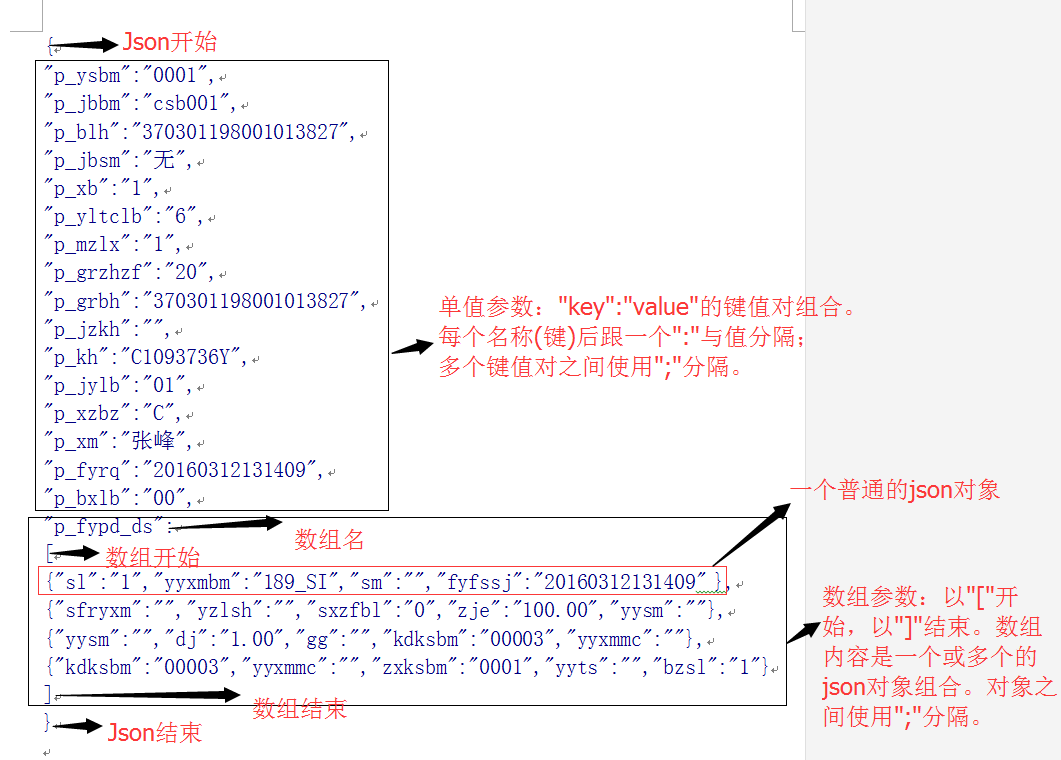 {
Json开始
"p_ysbm":"0001",
"p_jbbm":"csb001",
"p_blh":"370301198001013827",
"p_jbsm":"无",
"p_xb":"1",
"p_yltclb":"6",
"p_mzlx":"1",
"p_grzhzf":"20",
"p_grbh":"370301198001013827",
"p_jzkh":"",
"p_kh":"C1093736Y",
"p_jylb":"01",
"p_xzbz":"C",
"p_xm":"张峰",
"p_fyrq":"20160312131409",
"p_bxlb":"00",
单值参数："key":"value"的键值对组合。
每个名称(键)后跟一个":"与值分隔；
多个键值对之间使用";"分隔。
"p_fypd_ds":
数组名
[
数组开始
{"sl":"1","yyxmbm":"189_SI","sm":"","fyfssj":"20160312131409" },
一个普通的json对象
{"sfryxm":"","yzlsh":"","sxzfbl":"0","zje":"100.00","yysm":""},
{"yysm":"","dj":"1.00","gg":"","kdksbm":"00003","yyxmmc":""},
{"kdksbm":"00003","yyxmmc":"","zxksbm":"0001","yyts":"","bzsl":"1"}
]
数组结束
数组参数：以"["开
始，以"]"结束。数组
内容是一个或多个的
json对象组合。对象之
间使用";"分隔。
}
Json结束